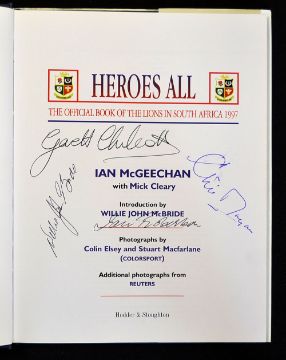 HEROES ALL
THE OFFICIAL BOOK OF THE LIONS IN SOUTH AFRICA 1997
IAN McGEECHAN
with Mick Cleary
Introduction by
WILLIE JOHN McBRIDE
Photographs by
Colin Elsey and Stuart Macfarlane
(COLORSPORT)
Additional photographs from
REUTERS
Hodder & Stoughton